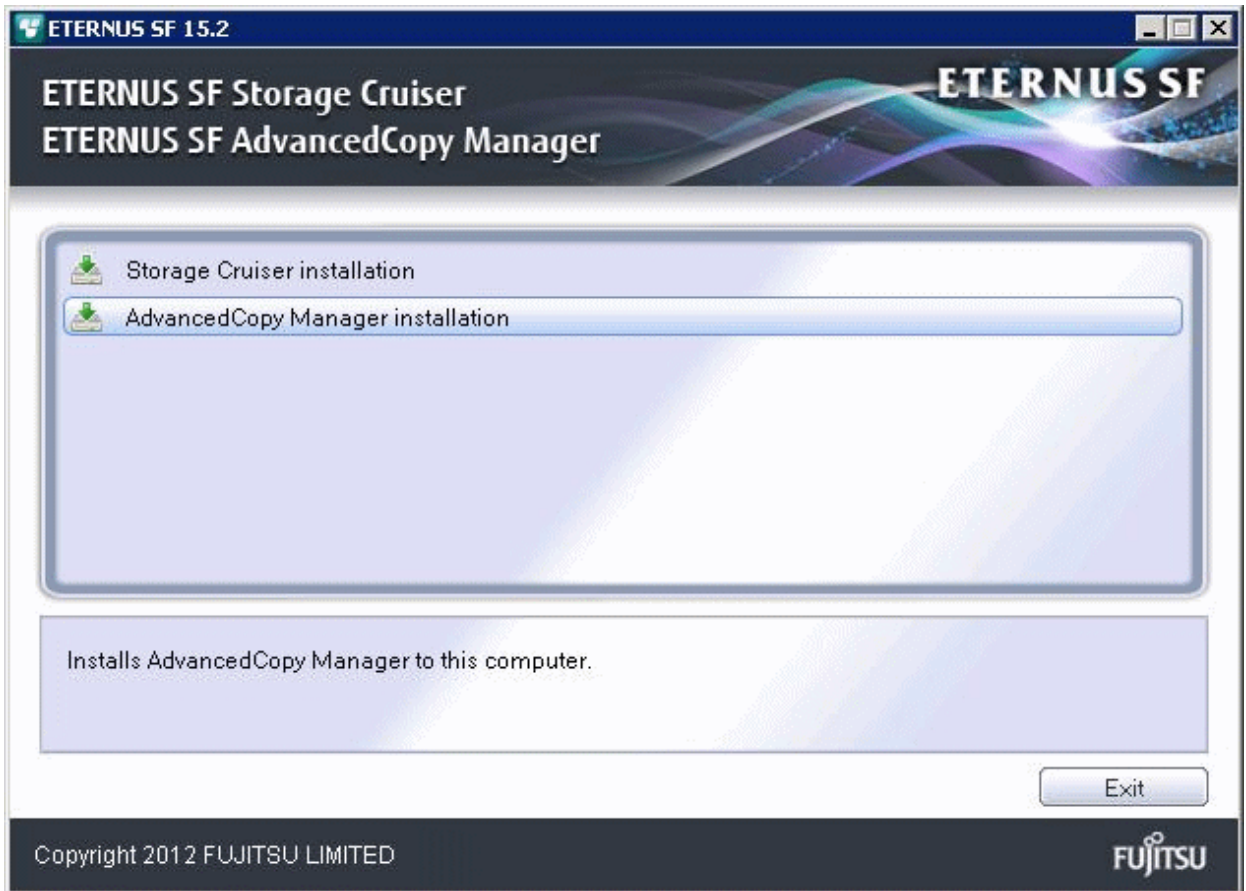 ETERNUS SF 15.2
ETERNUS SF Storage Cruiser
ETERNUS SF AdvancedCopy Manager
ETERNUS SF
Storage Cruiser installation
AdvancedCopy Manager installation
Installs AdvancedCopy Manager to this computer.
Exit
Copyright 2012 FUJITSU LIMITED
FUJITSU